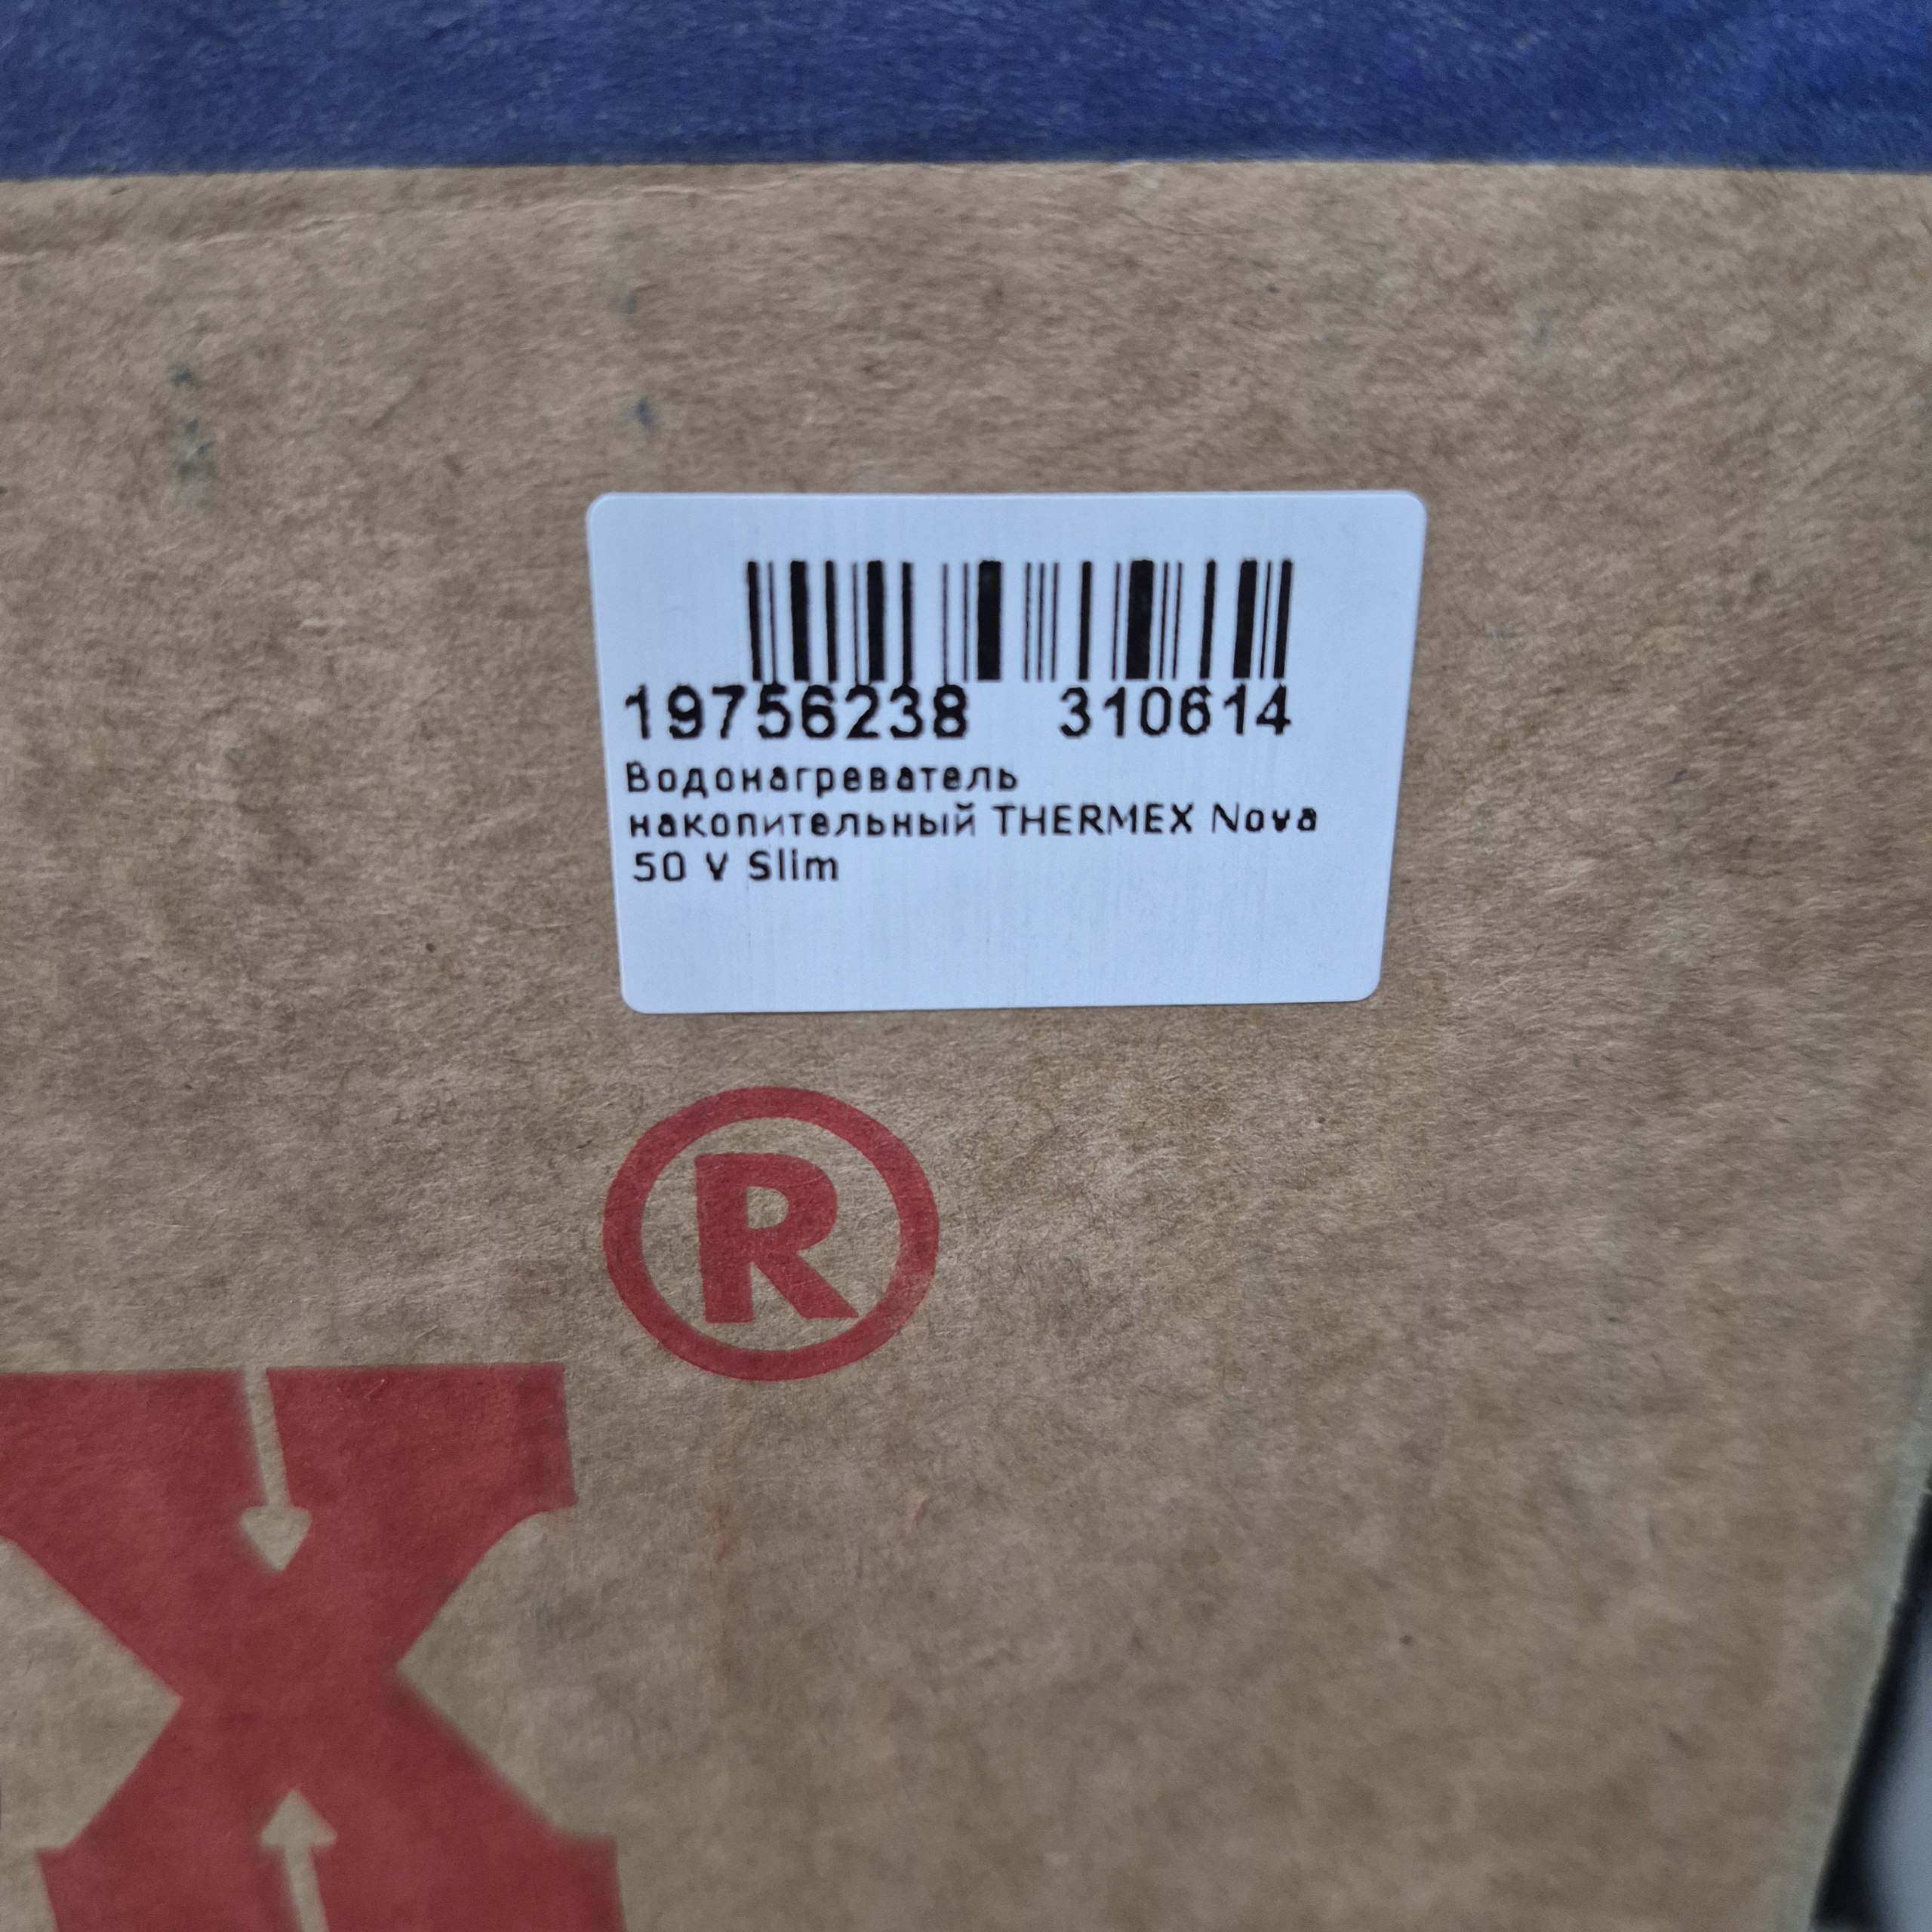 19756238 310614
Водонагреватель
накопительный THERMEX Nova
50 V Slim
®
X